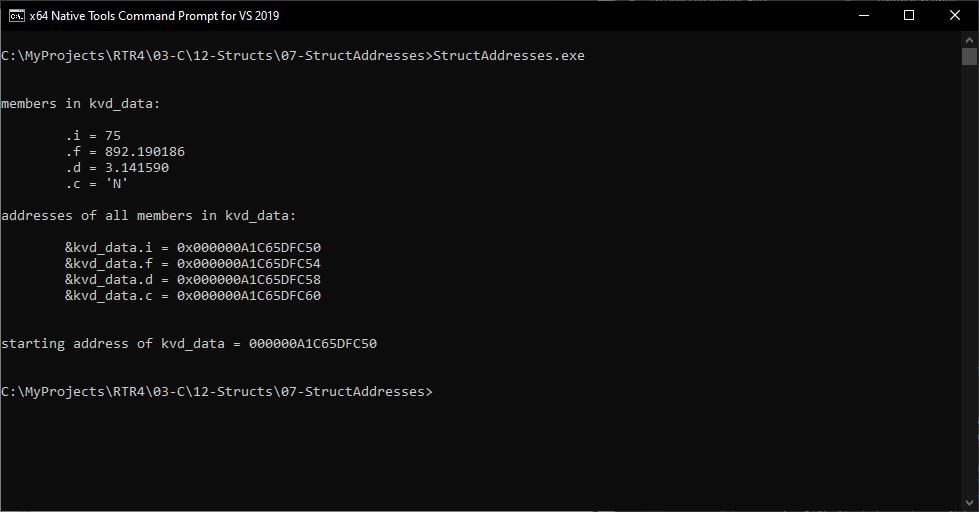 x64 Native Tools Command Prompt for VS 2019
C:\MyProjects\RTR4\03-C\12-Structs\07-StructAddresses>StructAddresses.exe
members in kvd_data:
.i = 75
.f = 892.190186
.d = 3.141590
.c = 'N'
addresses of all members in kvd_data:
&kvd_data.i = 0x000000A1C65DFC50
&kvd_data.f = 0x000000A1C65DFC54
&kvd_data.d = 0x000000A1C65DFC58
&kvd_data.c = 0x000000A1C65DFC60
starting address of kvd_data = 000000A1C65DFC50
C:\MyProjects\RTR4\03-C\12-Structs\07-StructAddresses>